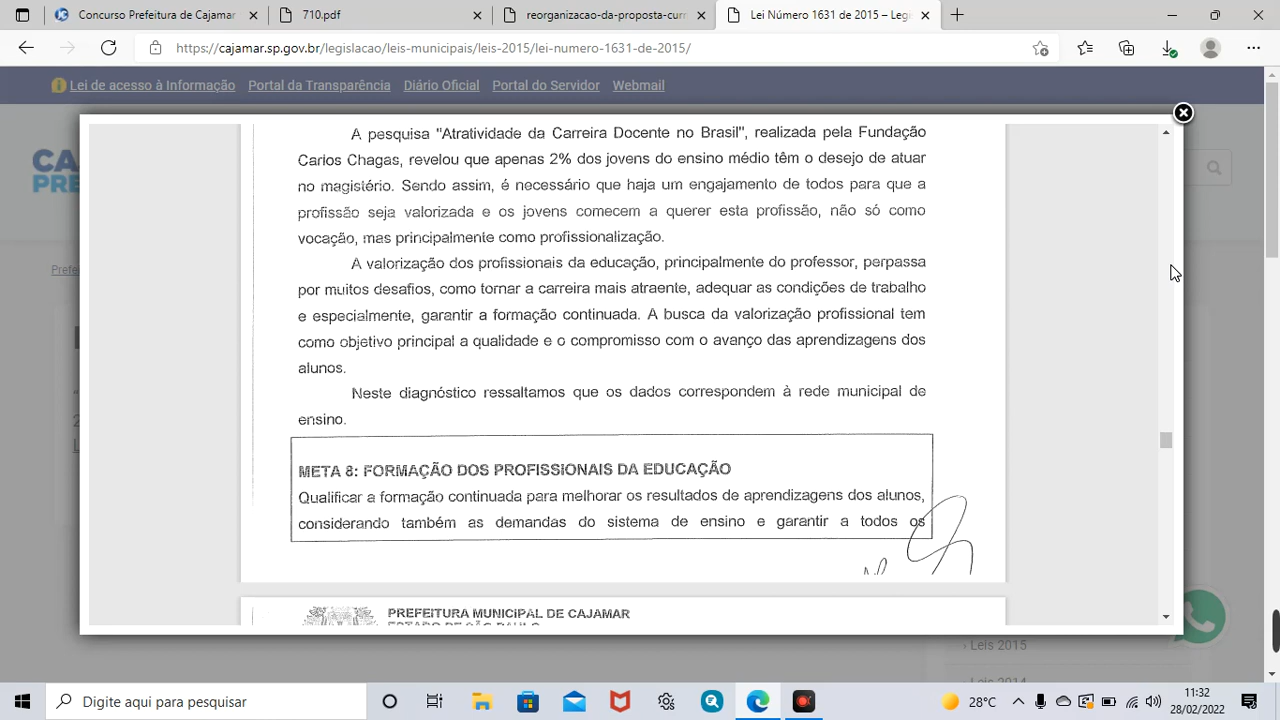 Concurso Prefeitura de Cajamar
710.pdf
reorganizacao-da-proposta-curr
Lei Número 1631 de 2015 – Leg
https://cajamar.sp.gov.br/legislacao/leis-municipais/leis-2015/lei-numero-1631-de-2015/
Lei de acesso à Informação Portal da Transparência Diário Oficial Portal do Servidor Webmail
A pesquisa "Atratividade da Carreira Docente no Brasil", realizada pela Fundação
Carlos Chagas, revelou que apenas 2% dos jovens do ensino médio têm o desejo de atuar
no magistério. Sendo assim, é necessário que haja um engajamento de todos para que a
profissão seja valorizada e os jovens comecem a querer esta profissão, não só como
vocação, mas principalmente como profissionalização.
A valorização dos profissionais da educação, principalmente do professor, perpassa
por muitos desafios, como tornar a carreira mais atraente, adequar as condições de trabalho
e especialmente, garantir a formação continuada. A busca da valorização profissional tem
como objetivo principal a qualidade e o compromisso com o avanço das aprendizagens dos
alunos.
Neste diagnóstico ressaltamos que os dados correspondem à rede municipal de
ensino.
META 8: FORMAÇÃO DOS PROFISSIONAIS DA EDUCAÇÃO
Qualificar a formação continuada para melhorar os resultados de aprendizagens dos alunos,
considerando também as demandas do sistema de ensino e garantir a todos os
PREFEITURA MUNICIPAL DE CAJAMAR
ESTADO DE SÃO PAULO
CA
PRE
Prefe
Leis 2015
Leis 2014
Digite aqui para pesquisar
28°C
11:32
28/02/2022